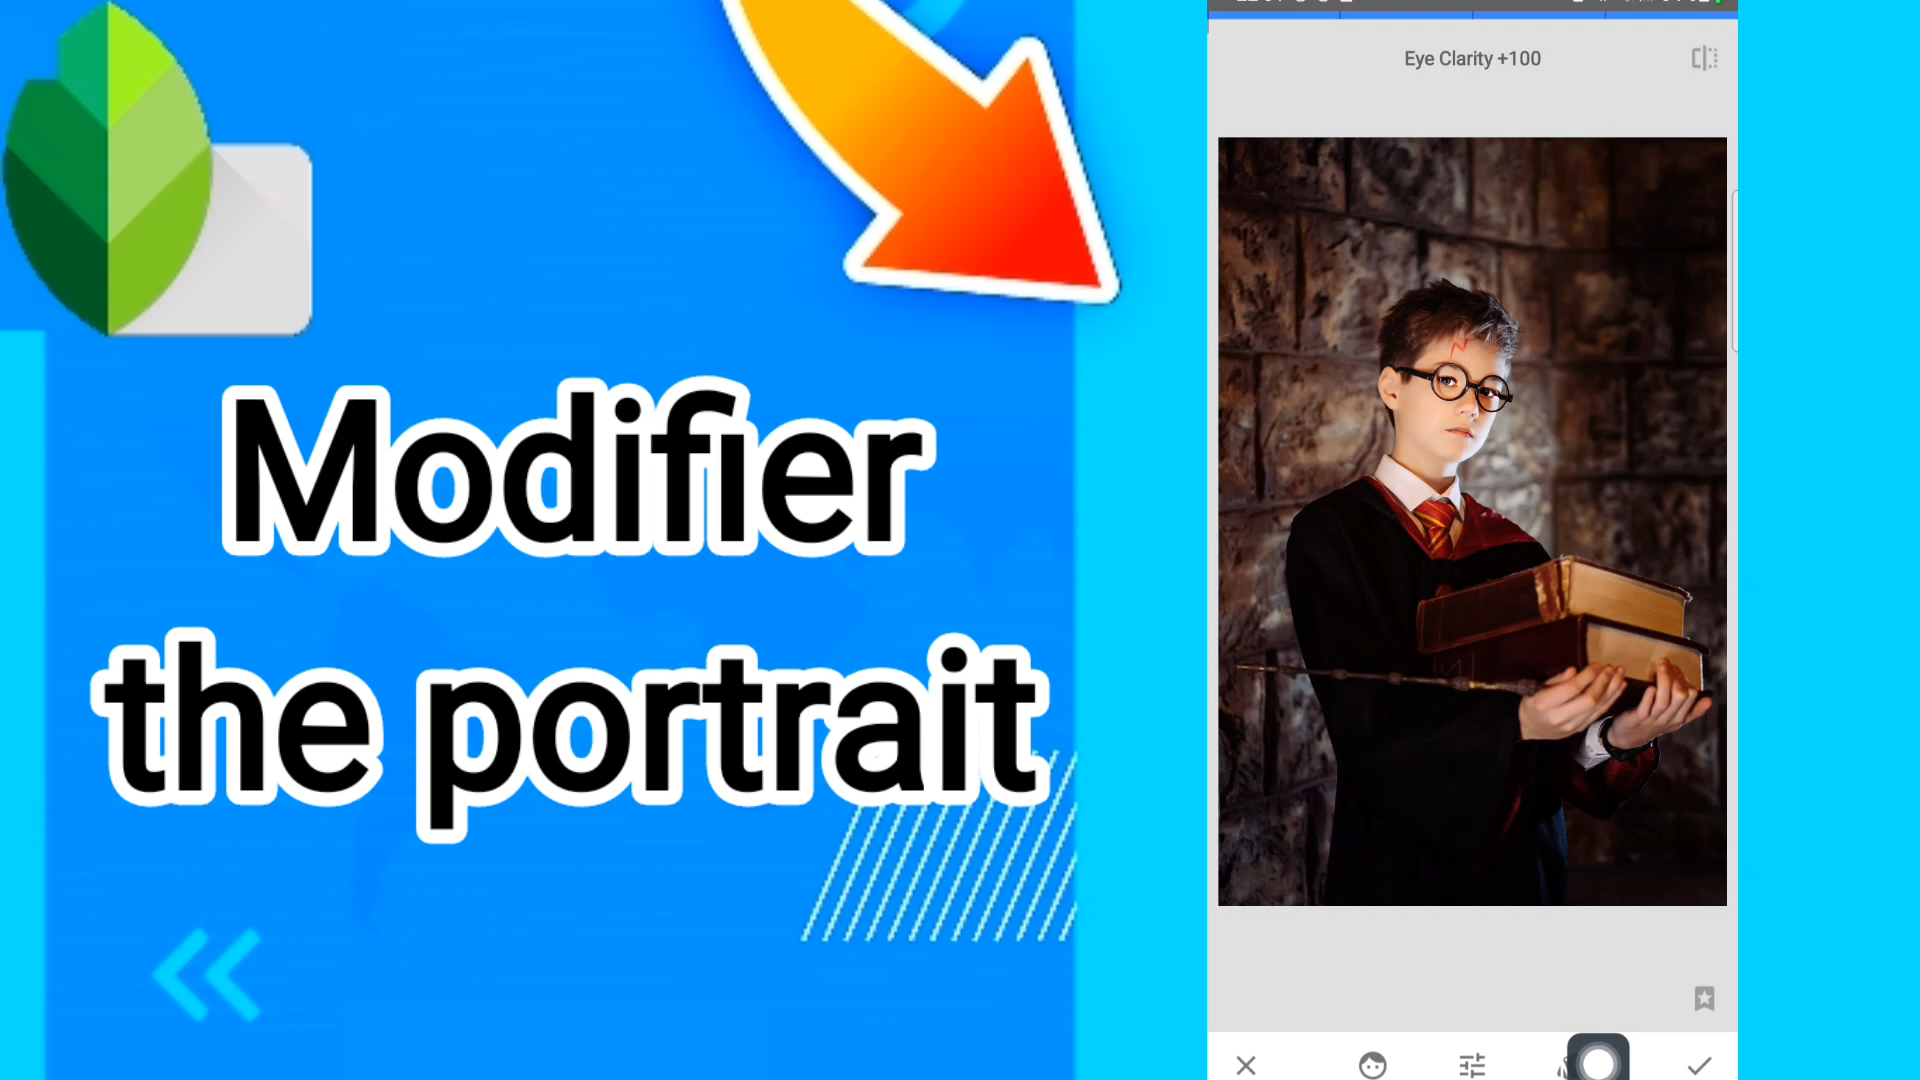 Modifier
the portrait
Eye Clarity +100